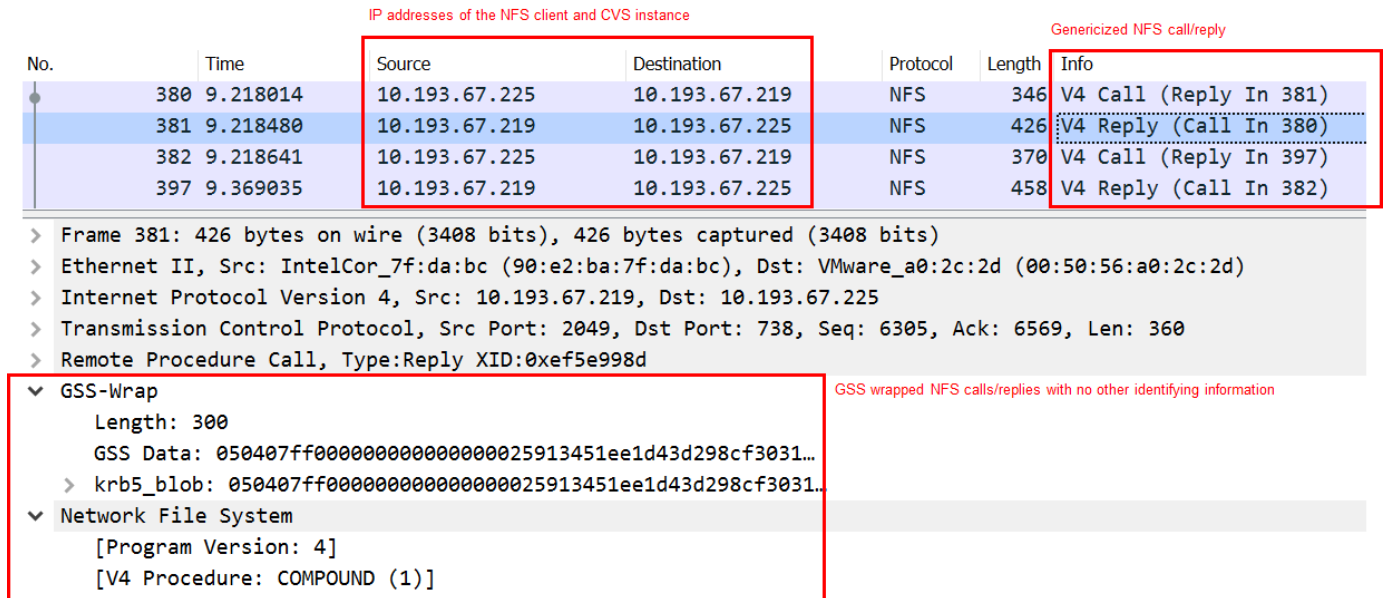 IP addresses of the NFS client and CVS instance
Genericized NFS call/reply
No. Time Source Destination Protocol Length Info
380 9.218014 10.193.67.225 10.193.67.219 NFS 346 V4 Call (Reply In 381)
381 9.218480 10.193.67.219 10.193.67.225 NFS 426 V4 Reply (Call In 380)
382 9.218641 10.193.67.225 10.193.67.219 NFS 370 V4 Call (Reply In 397)
397 9.369035 10.193.67.219 10.193.67.225 NFS 458 V4 Reply (Call In 382)
Frame 381: 426 bytes on wire (3408 bits), 426 bytes captured (3408 bits)
Ethernet II, Src: IntelCor_7f:da:bc (90:e2:ba:7f:da:bc), Dst: VMware_a0:2c:2d (00:50:56:a0:2c:2d)
Internet Protocol Version 4, Src: 10.193.67.219, Dst: 10.193.67.225
Transmission Control Protocol, Src Port: 2049, Dst Port: 738, Seq: 6305, Ack: 6569, Len: 360
Remote Procedure Call, Type:Reply XID:0xef5e998d
GSS-Wrap
GSS wrapped NFS calls/replies with no other identifying information
Length: 300
GSS Data: 050407ff000000000000000025913451ee1d43d298cf3031…
krb5_blob: 050407ff000000000000000025913451ee1d43d298cf3031…
Network File System
[Program Version: 4]
[V4 Procedure: COMPOUND (1)]